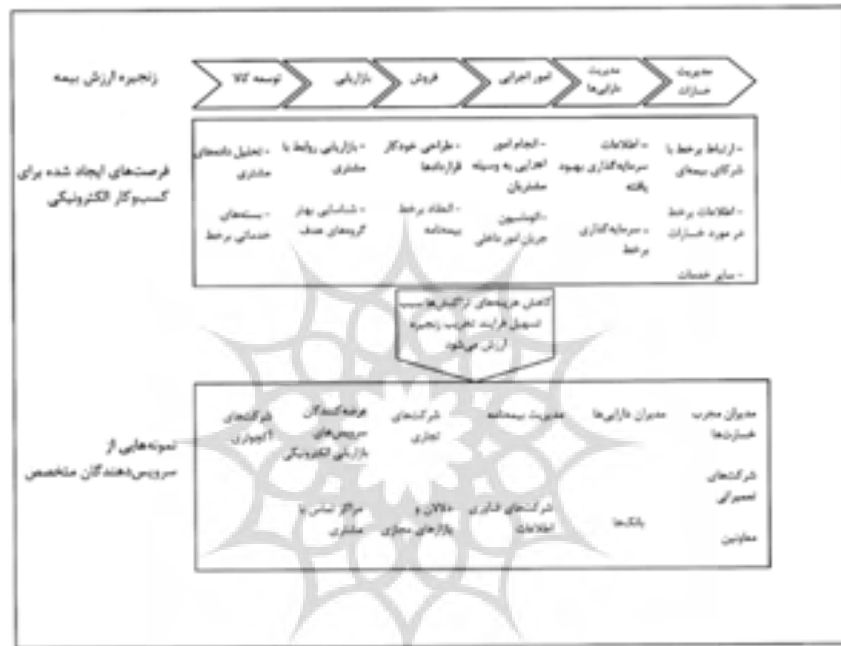 زنجیره ارزش بیمه
توسعه کالا
بازاریابی
فروش
امور اجرایی
مدیریت
دارایی‌ها
مدیریت
خسارات
فرصت‌های ایجاد شده برای
کسب‌وکار الکترونیکی
- تحلیل داده‌های
مشتری
- بسته‌های
خدماتی برخط
- بازاریابی روابط با
مشتری
- شناسایی بهتر
گروه‌های هدف
- طراحی خودکار
قراردادها
- انعقاد برخط
بیمه‌نامه
- انجام امور
اجرایی به وسیله
مشتریان
- اتوماسیون
جریان امور داخلی
- اطلاعات
سرمایه‌گذاری بهبود
یافته
- سرمایه‌گذاری
برخط
- ارتباط برخط با
شرکای بیمه‌ای
- اطلاعات برخط
در مورد خسارات
- سایر خدمات
کاهش هزینه‌های تراکنش‌ها سبب
تسهیل فرایند تخریب زنجیره
ارزش می‌شود
نمونه‌هایی از
سرویس‌دهندگان متخصص
شرکت‌های
آکچوئری
عرضه‌کنندگان
سرویس‌های
بازاریابی الکترونیکی
مراکز تماس با
مشتری
شرکت‌های
تجاری
دلالان و
بازارهای مجازی
مدیریت بیمه‌نامه
شرکت‌های فناوری
اطلاعات
مدیران دارایی‌ها
بانک‌ها
مدیران مجرب
خسارت‌ها
شرکت‌های
تعمیراتی
معاونین